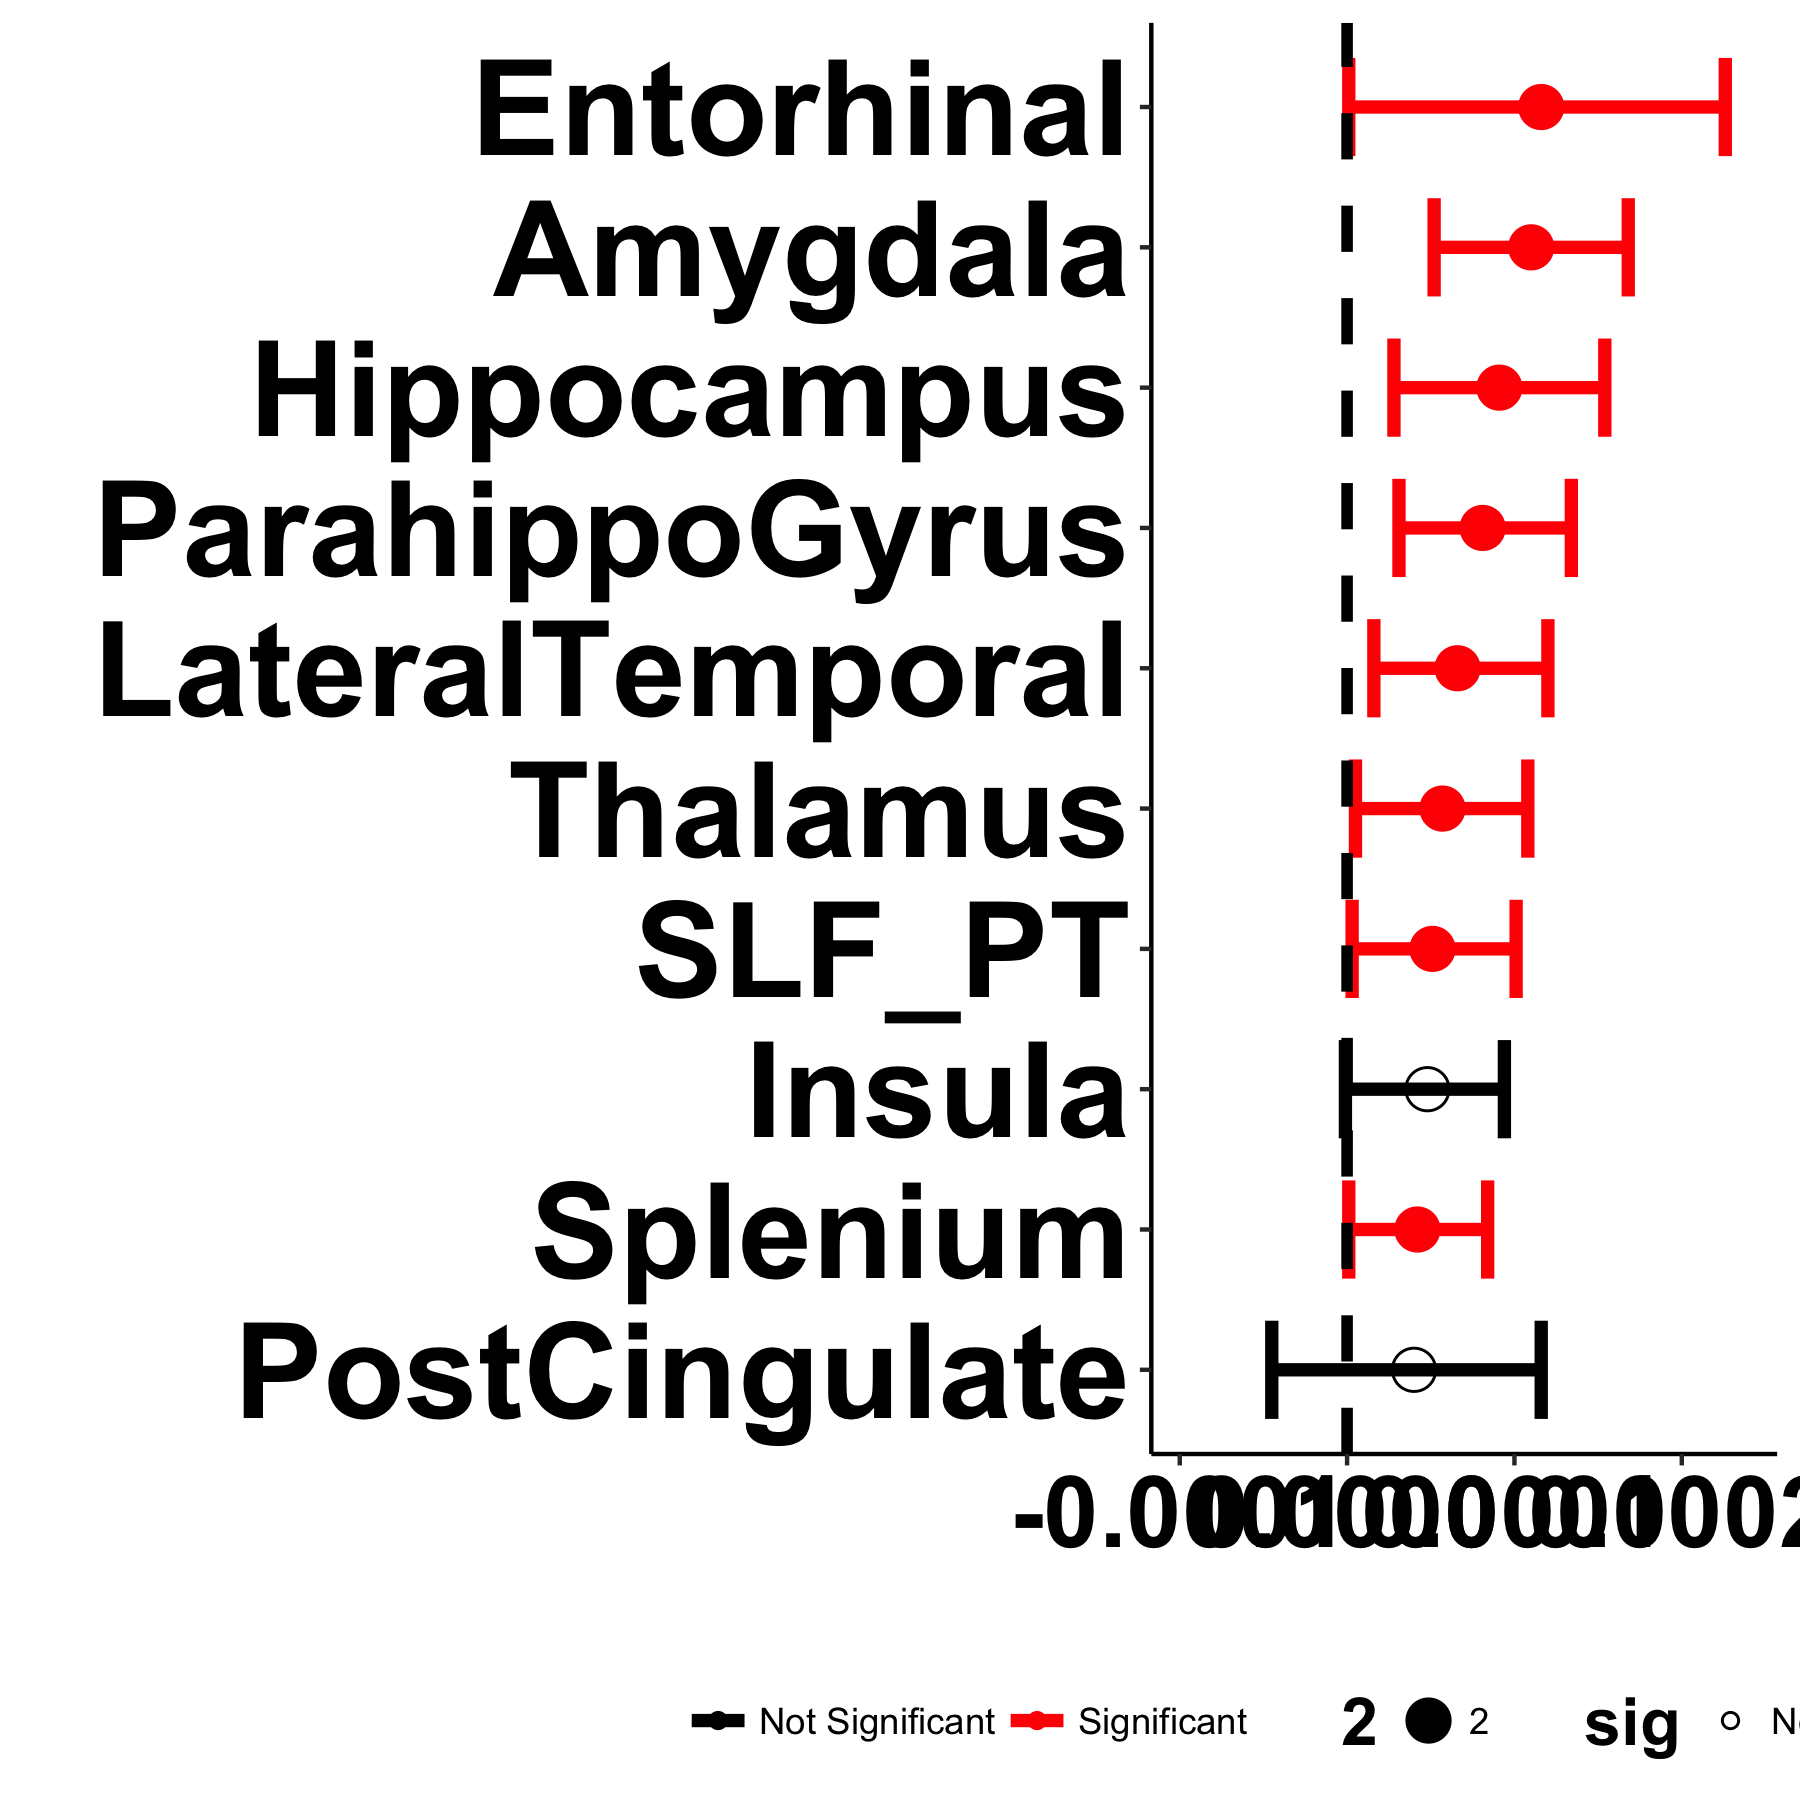 Entorhinal
Amygdala
Hippocampus
ParahippoGyrus
LateralTemporal
Thalamus
SLF_PT
Insula
Splenium
PostCingulate
Not Significant Significant 2 2 sig